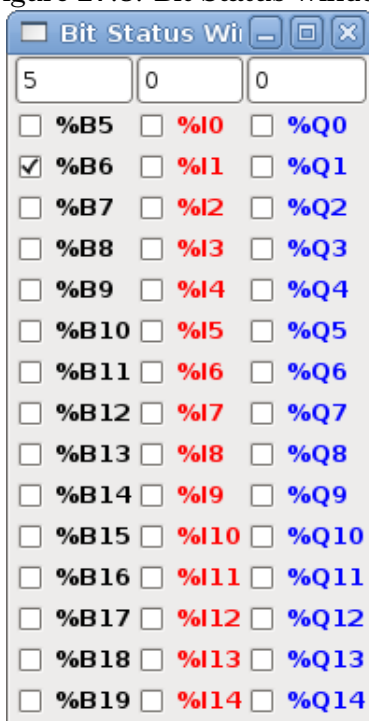 Bit Status Wi
5 0 0
%B5 %I0 %Q0
%B6 %I1 %Q1
%B7 %I2 %Q2
%B8 %I3 %Q3
%B9 %I4 %Q4
%B10 %I5 %Q5
%B11 %I6 %Q6
%B12 %I7 %Q7
%B13 %I8 %Q8
%B14 %I9 %Q9
%B15 %I10 %Q10
%B16 %I11 %Q11
%B17 %I12 %Q12
%B18 %I13 %Q13
%B19 %I14 %Q14